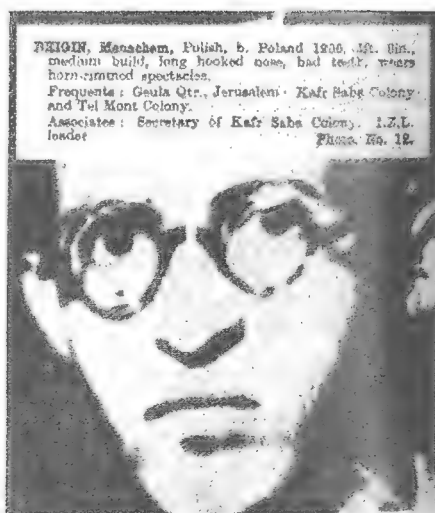 BEIGIN, Menachem, Polish, b. Poland 1906, 5ft. 8in.,
medium build, long hooked nose, bad teeth, wears
horn-rimmed spectacles.
Frequents : Geula Qtr., Jerusalem. Kafr Saba Colony
and Tel Mont Colony.
Associates : Secretary of Kafr Saba Colony. I.Z.L.
leader
Photo. No. 12.